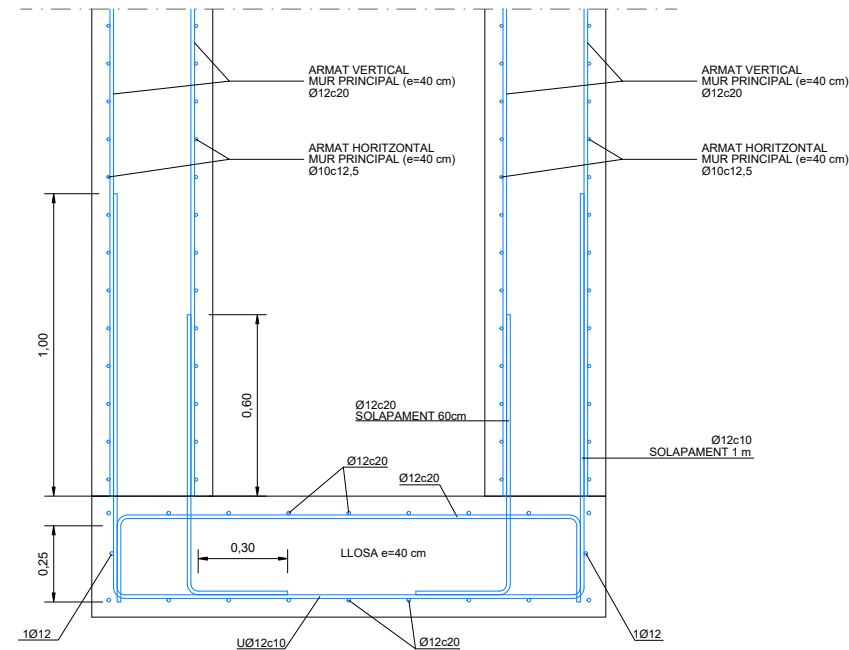 ARMAT VERTICAL
MUR PRINCIPAL (e=40 cm)
Ø12c20
ARMAT VERTICAL
MUR PRINCIPAL (e=40 cm)
Ø12c20
ARMAT HORITZONTAL
MUR PRINCIPAL (e=40 cm)
Ø10c12,5
ARMAT HORITZONTAL
MUR PRINCIPAL (e=40 cm)
Ø10c12,5
1,00
0,60
Ø12c20
SOLAPAMENT 60cm
Ø12c10
SOLAPAMENT 1 m
Ø12c20
Ø12c20
0,25
0,30
LLOSA e=40 cm
1Ø12
UØ12c10
Ø12c20
1Ø12